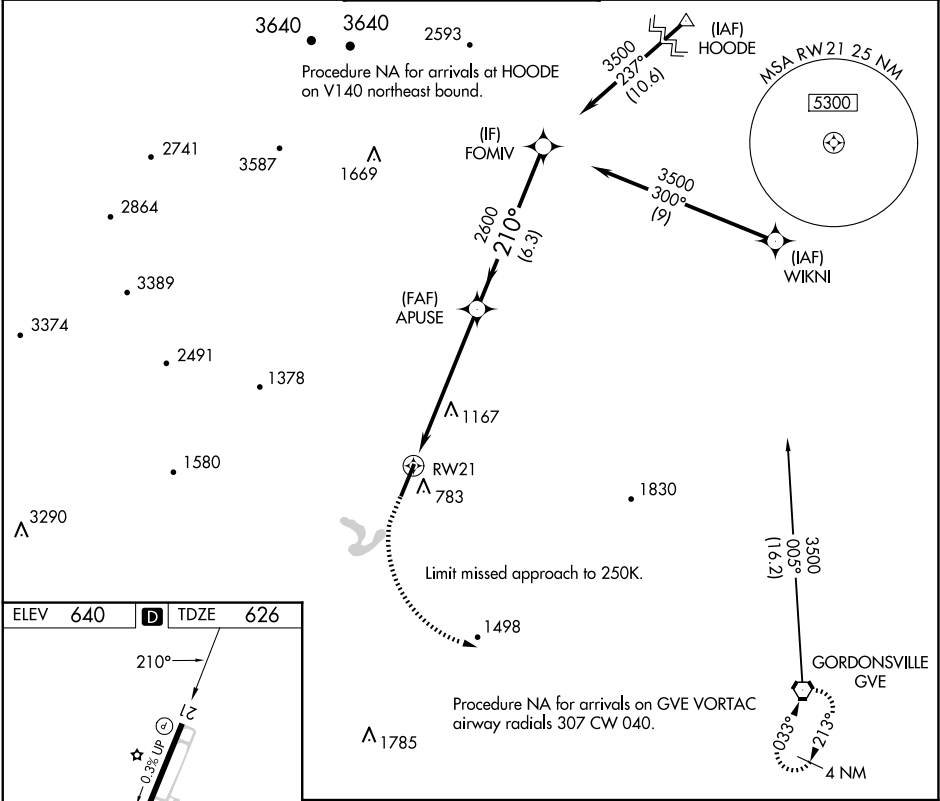 3640
3640
2593
(IAF)
HOODE
Procedure NA for arrivals at HOODE
on V140 northeast bound.
3500
237°
(10.6)
MSA RW21 25 NM
5300
(IF)
FOMIV
2741
3587
1669
3500
300°
(9)
2864
2600
210°
(6.3)
(IAF)
WIKNI
3389
(FAF)
APUSE
3374
2491
1378
1167
1580
RW21
783
1830
3290
3500
005°
(16.2)
Limit missed approach to 250K.
1498
ELEV 640 D TDZE 626
210°
21
P
0.3% UP
GORDONSVILLE
GVE
Procedure NA for arrivals on GVE VORTAC
airway radials 307 CW 040.
1785
033°
213°
4 NM